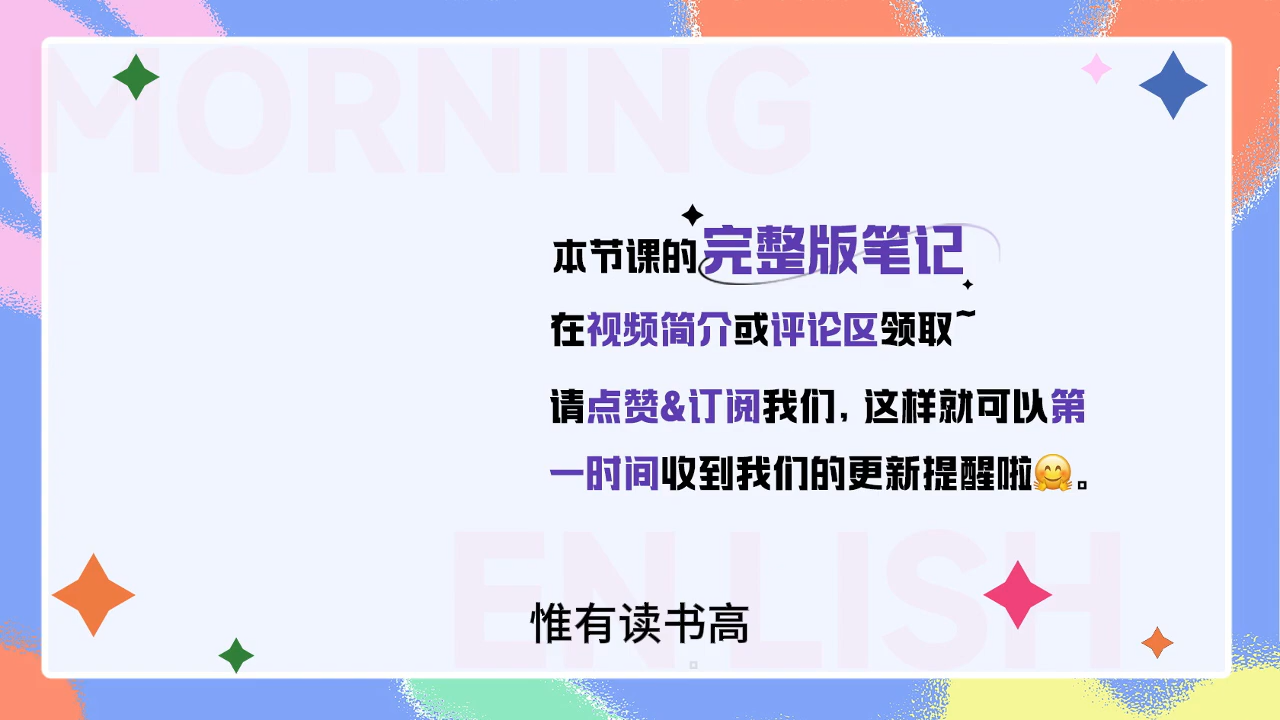 MORNING
本节课的完整版笔记
在视频简介或评论区领取~
请点赞&订阅我们，这样就可以第
一时间收到我们的更新提醒啦🤗。
EN LISH
惟有读书高